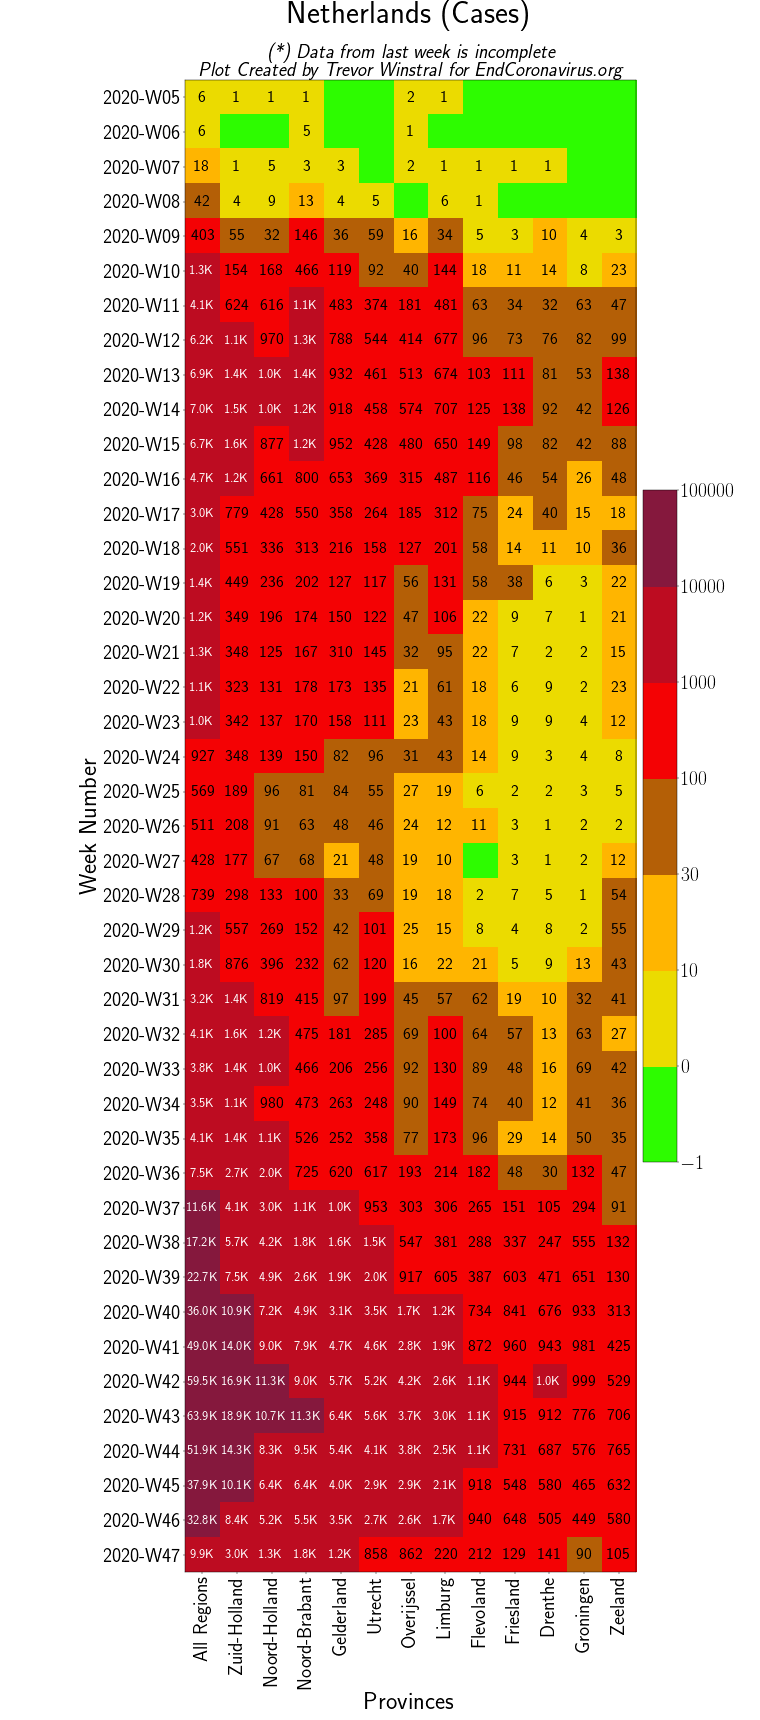 Netherlands (Cases)
(*) Data from last week is incomplete
Plot Created by Trevor Winstral for EndCoronavirus.org
2020-W05 6 1 1 1 2 1
2020-W06 6 5 1
2020-W07 18 1 5 3 3 2 1 1 1 1
2020-W08 42 4 9 13 4 5 6 1
2020-W09 403 55 32 146 36 59 16 34 5 3 10 4 3
2020-W10 1.3K 154 168 466 119 92 40 144 18 11 14 8 23
2020-W11 4.1K 624 616 1.1K 483 374 181 481 63 34 32 63 47
2020-W12 6.2K 1.1K 970 1.3K 788 544 414 677 96 73 76 82 99
2020-W13 6.9K 1.4K 1.0K 1.4K 932 461 513 674 103 111 81 53 138
2020-W14 7.0K 1.5K 1.0K 1.2K 918 458 574 707 125 138 92 42 126
2020-W15 6.7K 1.6K 877 1.2K 952 428 480 650 149 98 82 42 88
2020-W16 4.7K 1.2K 661 800 653 369 315 487 116 46 54 26 48
2020-W17 3.0K 779 428 550 358 264 185 312 75 24 40 15 18
2020-W18 2.0K 551 336 313 216 158 127 201 58 14 11 10 36
2020-W19 1.4K 449 236 202 127 117 56 131 58 38 6 3 22
2020-W20 1.2K 349 196 174 150 122 47 106 22 9 7 1 21
2020-W21 1.3K 348 125 167 310 145 32 95 22 7 2 2 15
2020-W22 1.1K 323 131 178 173 135 21 61 18 6 9 2 23
2020-W23 1.0K 342 137 170 158 111 23 43 18 9 9 4 12
2020-W24 927 348 139 150 82 96 31 43 14 9 3 4 8
2020-W25 569 189 96 81 84 55 27 19 6 2 2 3 5
2020-W26 511 208 91 63 48 46 24 12 11 3 1 2 2
2020-W27 428 177 67 68 21 48 19 10 3 1 2 12
2020-W28 739 298 133 100 33 69 19 18 2 7 5 1 54
2020-W29 1.2K 557 269 152 42 101 25 15 8 4 8 2 55
2020-W30 1.8K 876 396 232 62 120 16 22 21 5 9 13 43
2020-W31 3.2K 1.4K 819 415 97 199 45 57 62 19 10 32 41
2020-W32 4.1K 1.6K 1.2K 475 181 285 69 100 64 57 13 63 27
2020-W33 3.8K 1.4K 1.0K 466 206 256 92 130 89 48 16 69 42
2020-W34 3.5K 1.1K 980 473 263 248 90 149 74 40 12 41 36
2020-W35 4.1K 1.4K 1.1K 526 252 358 77 173 96 29 14 50 35
2020-W36 7.5K 2.7K 2.0K 725 620 617 193 214 182 48 30 132 47
2020-W37 11.6K 4.1K 3.0K 1.1K 1.0K 953 303 306 265 151 105 294 91
2020-W38 17.2K 5.7K 4.2K 1.8K 1.6K 1.5K 547 381 288 337 247 555 132
2020-W39 22.7K 7.5K 4.9K 2.6K 1.9K 2.0K 917 605 387 603 471 651 130
2020-W40 36.0K 10.9K 7.2K 4.9K 3.1K 3.5K 1.7K 1.2K 734 841 676 933 313
2020-W41 49.0K 14.0K 9.0K 7.9K 4.7K 4.6K 2.8K 1.9K 872 960 943 981 425
2020-W42 59.5K 16.9K 11.3K 9.0K 5.7K 5.2K 4.2K 2.6K 1.1K 944 1.0K 999 529
2020-W43 63.9K 18.9K 10.7K 11.3K 6.4K 5.6K 3.7K 3.0K 1.1K 915 912 776 706
2020-W44 51.9K 14.3K 8.3K 9.5K 5.4K 4.1K 3.8K 2.5K 1.1K 731 687 576 765
2020-W45 37.9K 10.1K 6.4K 6.4K 4.0K 2.9K 2.9K 2.1K 918 548 580 465 632
2020-W46 32.8K 8.4K 5.2K 5.5K 3.5K 2.7K 2.6K 1.7K 940 648 505 449 580
2020-W47 9.9K 3.0K 1.3K 1.8K 1.2K 858 862 220 212 129 141 90 105
Week Number
All Regions
Zuid-Holland
Noord-Holland
Noord-Brabant
Gelderland
Utrecht
Overijssel
Limburg
Flevoland
Friesland
Drenthe
Groningen
Zeeland
Provinces
100000
10000
1000
100
30
10
0
−1